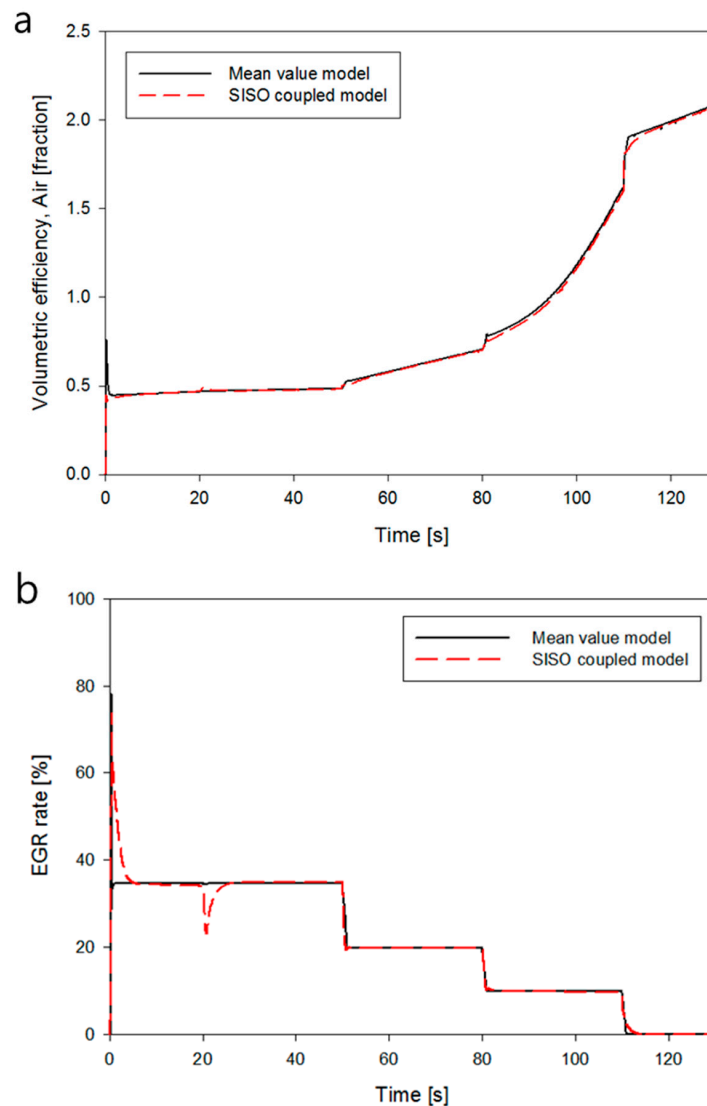 a
Volumetric efficiency, Air [fraction]
2.5
2.0
1.5
1.0
0.5
0.0
Mean value model
SISO coupled model
0 20 40 60 80 100 120
Time [s]
b
EGR rate [%]
100
80
60
40
20
0
Mean value model
SISO coupled model
0 20 40 60 80 100 120
Time [s]